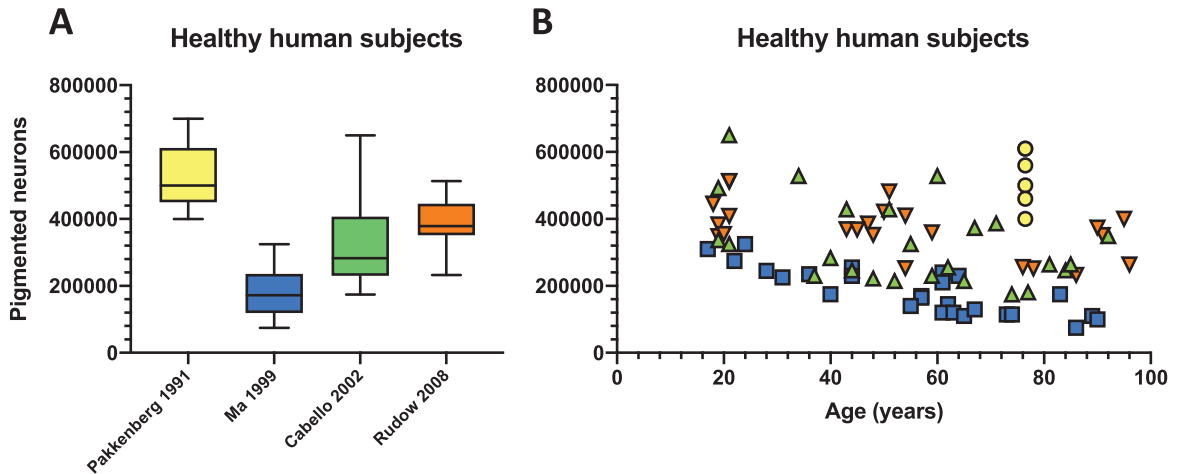 A
Healthy human subjects
Pigmented neurons
800000
600000
400000
200000
0
Pakkenberg 1991
Ma 1999
Cabello 2002
Rudow 2008
B
Healthy human subjects
800000
600000
400000
200000
0
0 20 40 60 80 100
Age (years)